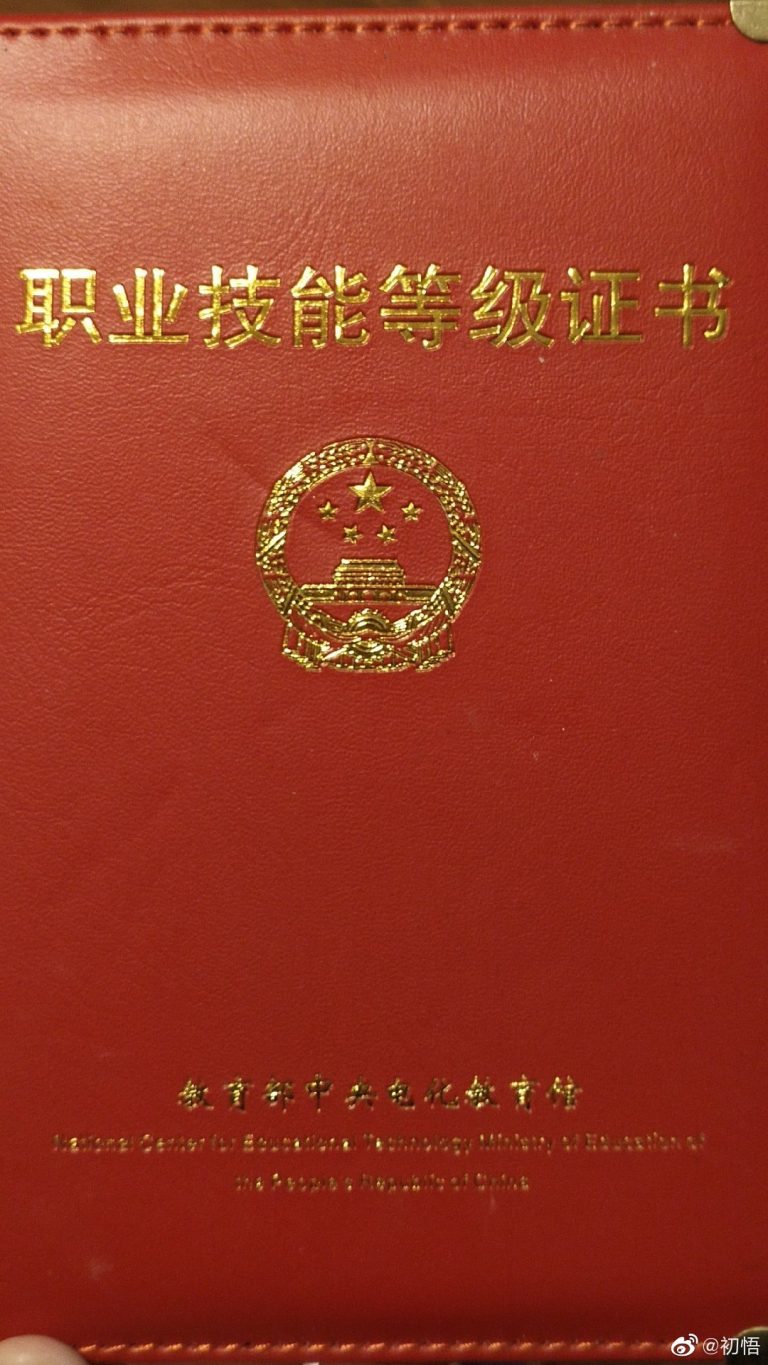 职业技能等级证书
教育部中央电化教育馆
National Center for Educational Technology Ministry of Education of
the People's Republic of China
@初悟